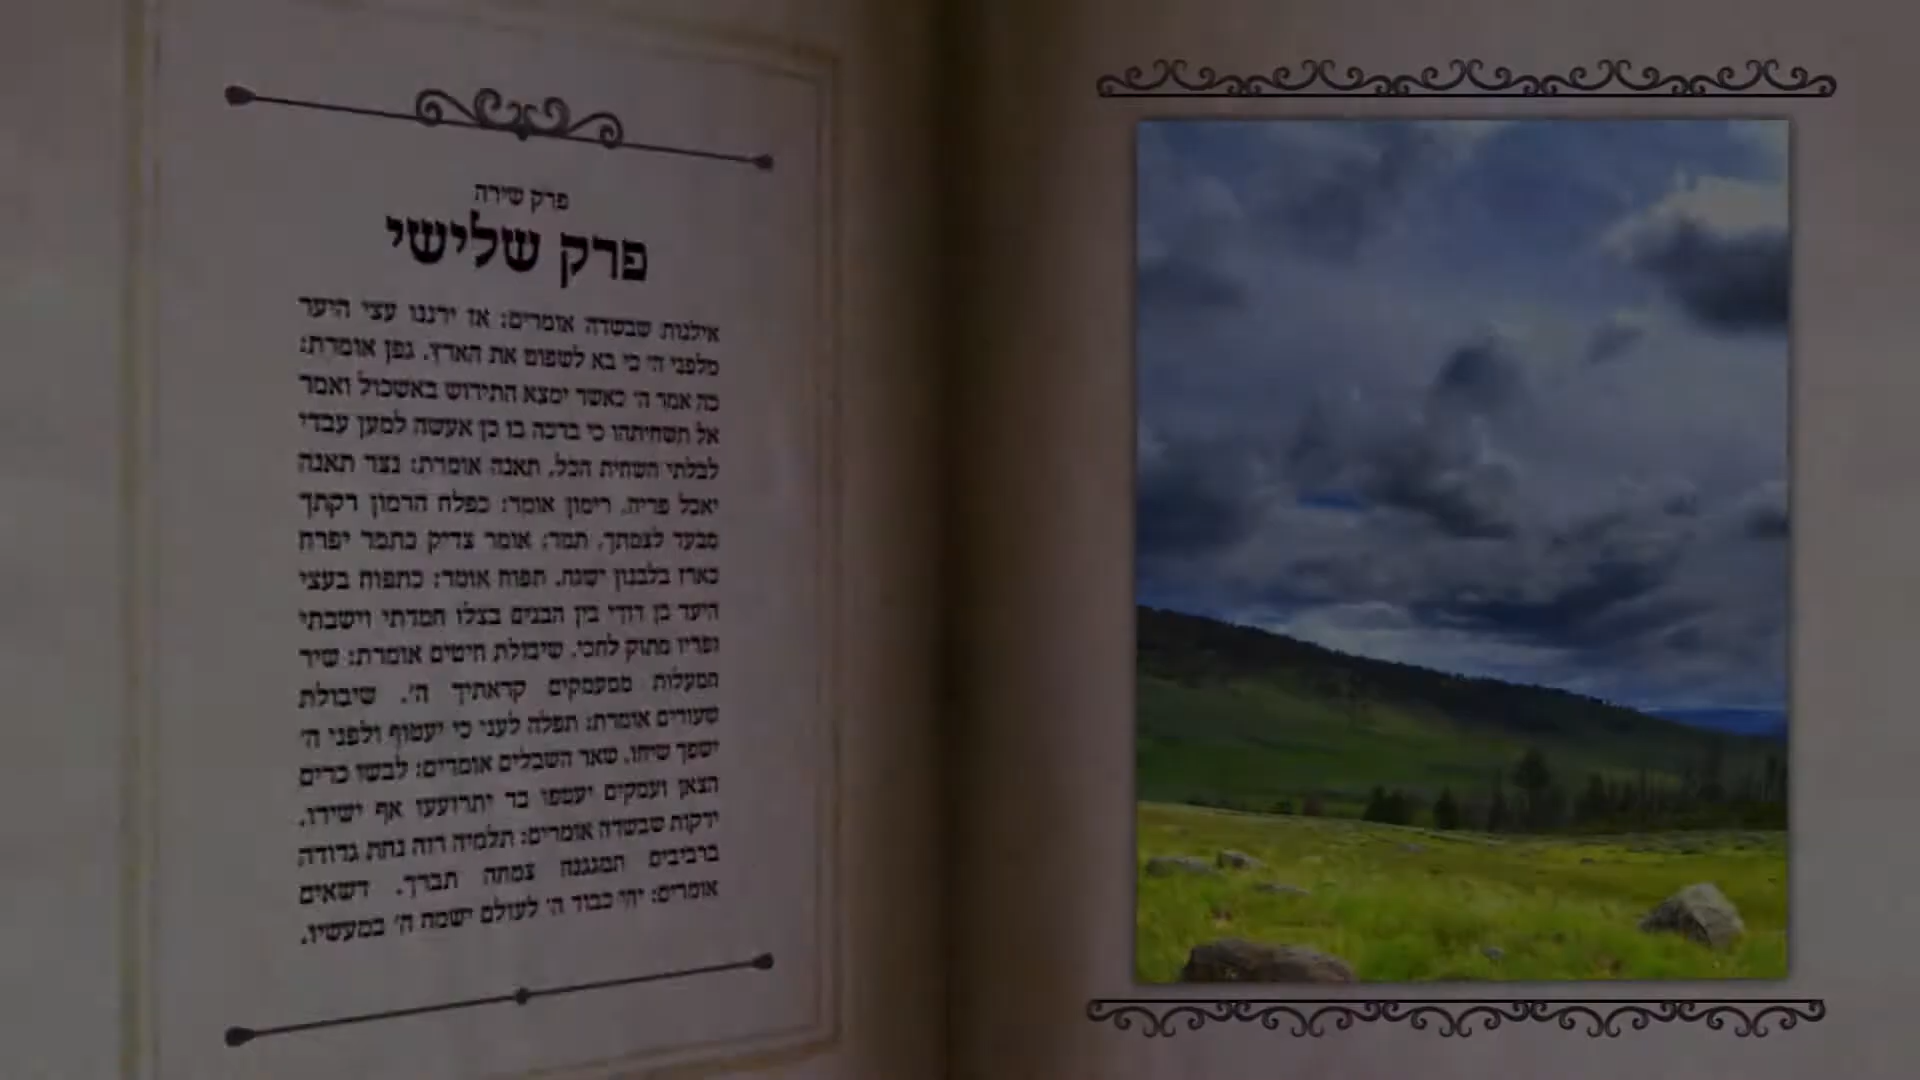 פרק שירה
פרק שלישי
אילנות שבשדה אומרים: אז ירננו עצי היער
מלפני ה׳ כי בא לשפוט את הארץ. גפן אומרת:
כה אמר ה׳ כאשר ימצא התירוש באשכול ואמר
אל תשחיתהו כי ברכה בו כן אעשה למען עבדי
לבלתי השחית הכל. תאנה אומרת: נצר תאנה
יאכל פריה. רימון אומר: כפלח הרמון רקתך
מבעד לצמתך. תמר: אומר צדיק כתמר יפרח
כארז בלבנון ישגה. תפוח אומר: כתפוח בעצי
היער כן דודי בין הבנים בצלו חמדתי וישבתי
ופריו מתוק לחכי. שיבולת חיטים אומרת: שיר
המעלות ממעמקים קראתיך ה׳. שיבולת
שעורים אומרת: תפלה לעני כי יעטוף ולפני ה׳
ישפך שיחו. שאר השבלים אומרים: לבשו כרים
הצאן ועמקים יעטפו בר יתרועעו אף ישירו.
ירקות שבשדה אומרים: תלמיה רוה נחת גדודה
ברביבים תמגגנה צמחה תברך. דשאים
אומרים: יהי כבוד ה׳ לעולם ישמח ה׳ במעשיו.